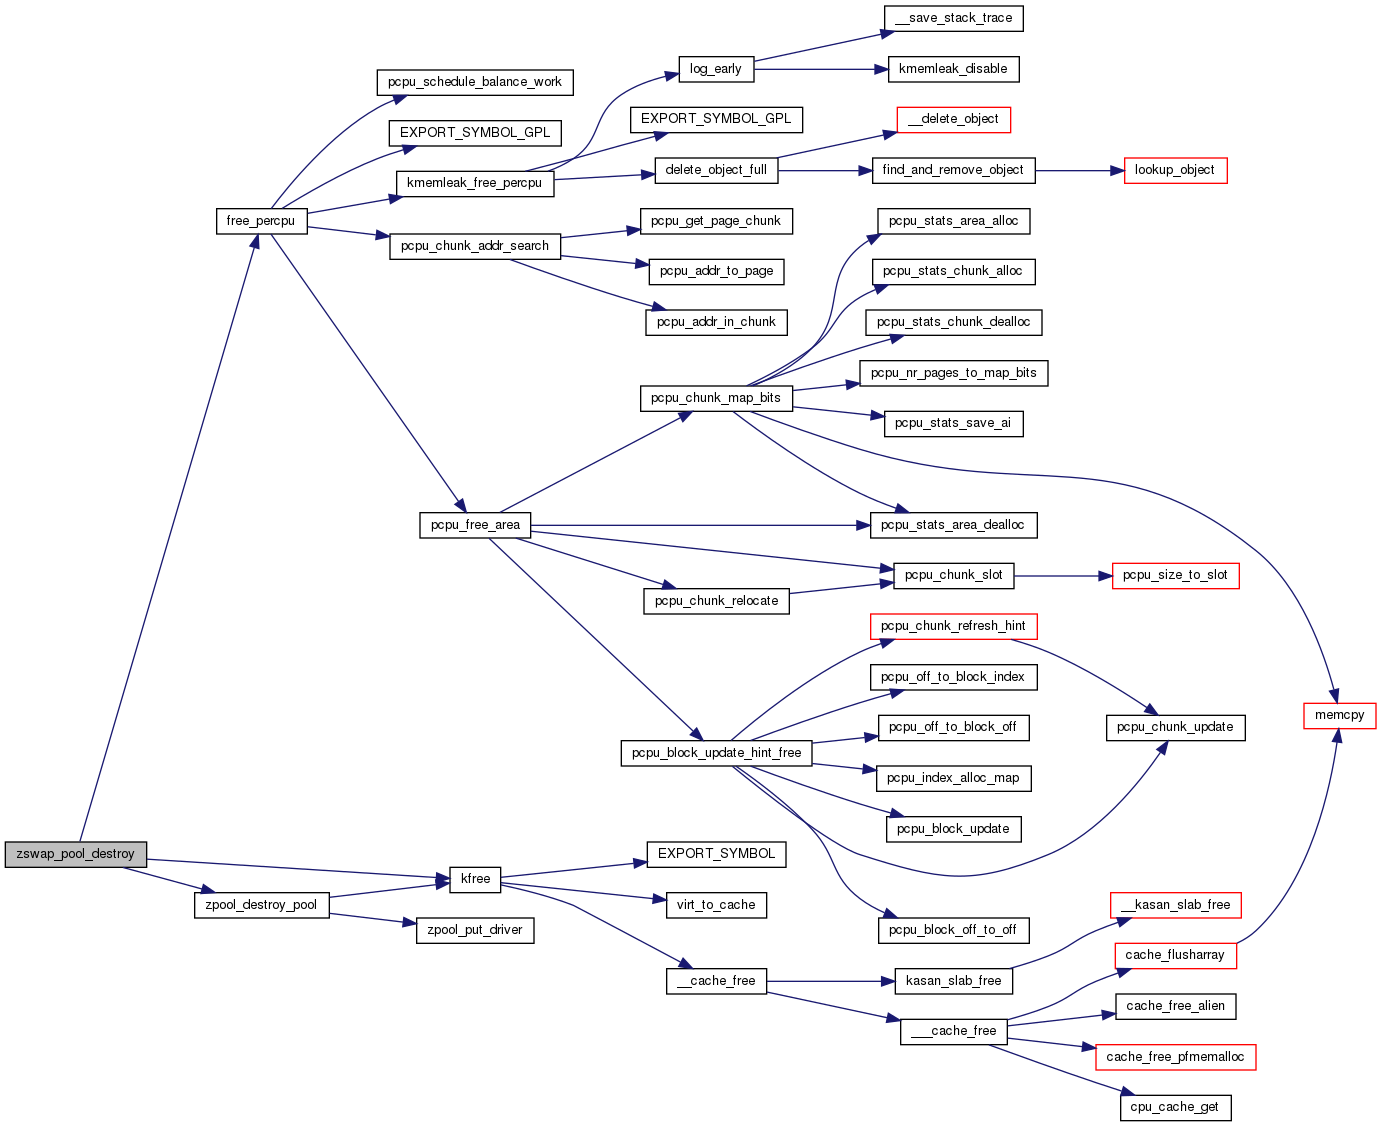 __save_stack_trace
log_early
kmemleak_disable
pcpu_schedule_balance_work
EXPORT_SYMBOL_GPL
__delete_object
EXPORT_SYMBOL_GPL
delete_object_full
find_and_remove_object
lookup_object
kmemleak_free_percpu
free_percpu
pcpu_get_page_chunk
pcpu_stats_area_alloc
pcpu_chunk_addr_search
pcpu_addr_to_page
pcpu_stats_chunk_alloc
pcpu_addr_in_chunk
pcpu_stats_chunk_dealloc
pcpu_nr_pages_to_map_bits
pcpu_chunk_map_bits
pcpu_stats_save_ai
pcpu_free_area
pcpu_stats_area_dealloc
pcpu_chunk_slot
pcpu_size_to_slot
pcpu_chunk_relocate
pcpu_chunk_refresh_hint
pcpu_off_to_block_index
memcpy
pcpu_off_to_block_off
pcpu_chunk_update
pcpu_block_update_hint_free
pcpu_index_alloc_map
pcpu_block_update
zswap_pool_destroy
EXPORT_SYMBOL
kfree
zpool_destroy_pool
virt_to_cache
__kasan_slab_free
zpool_put_driver
pcpu_block_off_to_off
cache_flusharray
__cache_free
kasan_slab_free
cache_free_alien
___cache_free
cache_free_pfmemalloc
cpu_cache_get